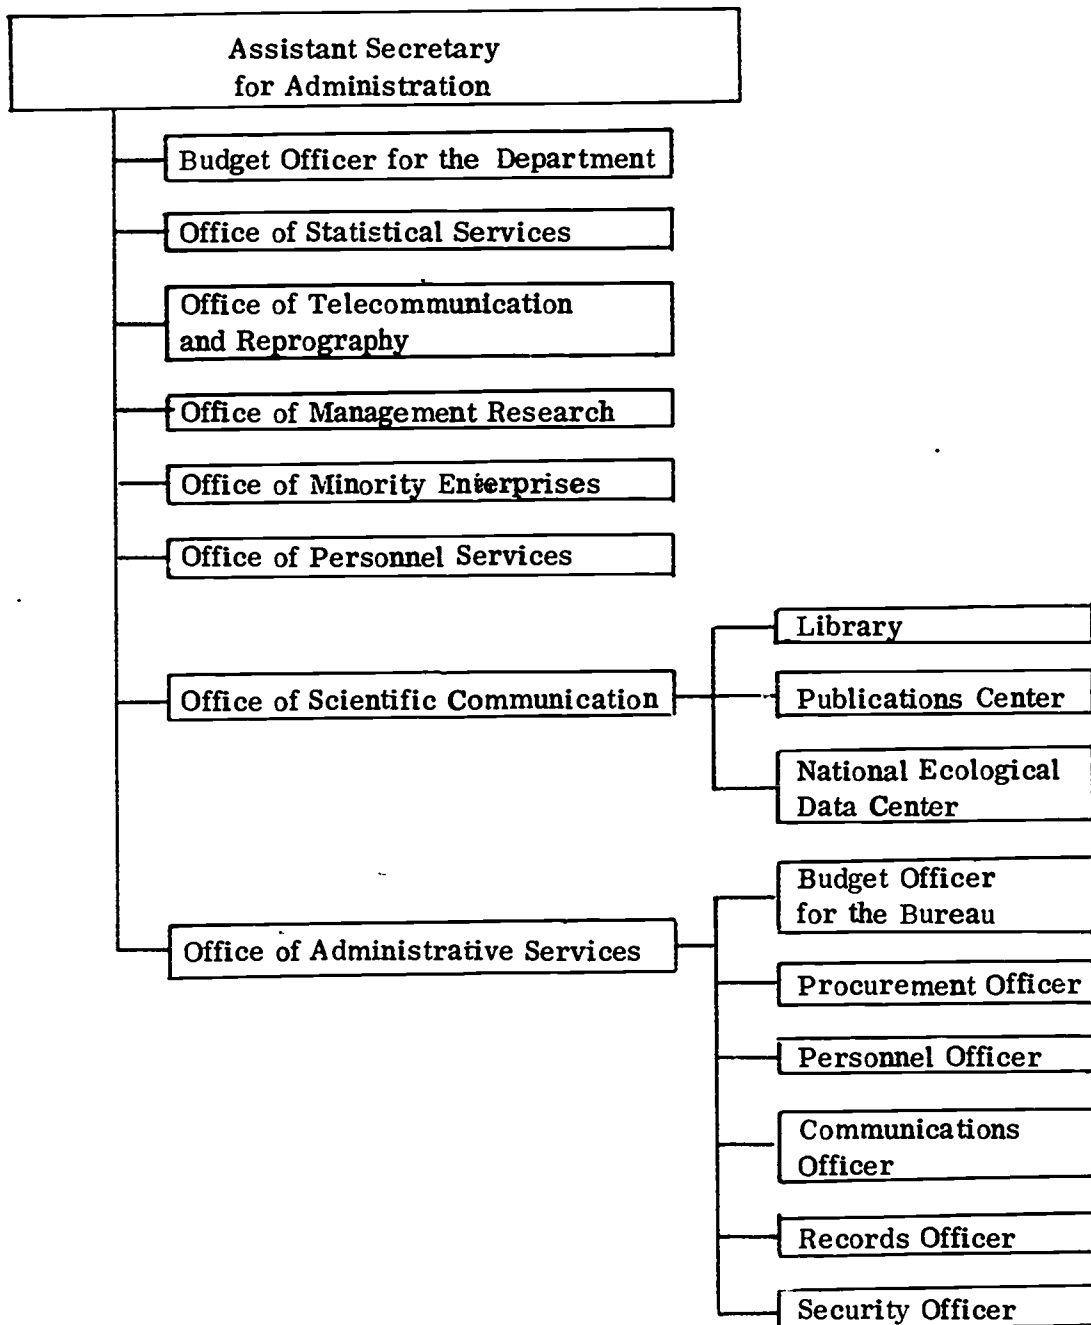 Assistant Secretary
for Administration
Budget Officer for the Department
Office of Statistical Services
Office of Telecommunication
and Reprography
Office of Management Research
Office of Minority Enterprises
Office of Personnel Services
Office of Scientific Communication
Library
Publications Center
National Ecological
Data Center
Office of Administrative Services
Budget Officer
for the Bureau
Procurement Officer
Personnel Officer
Communications
Officer
Records Officer
Security Officer